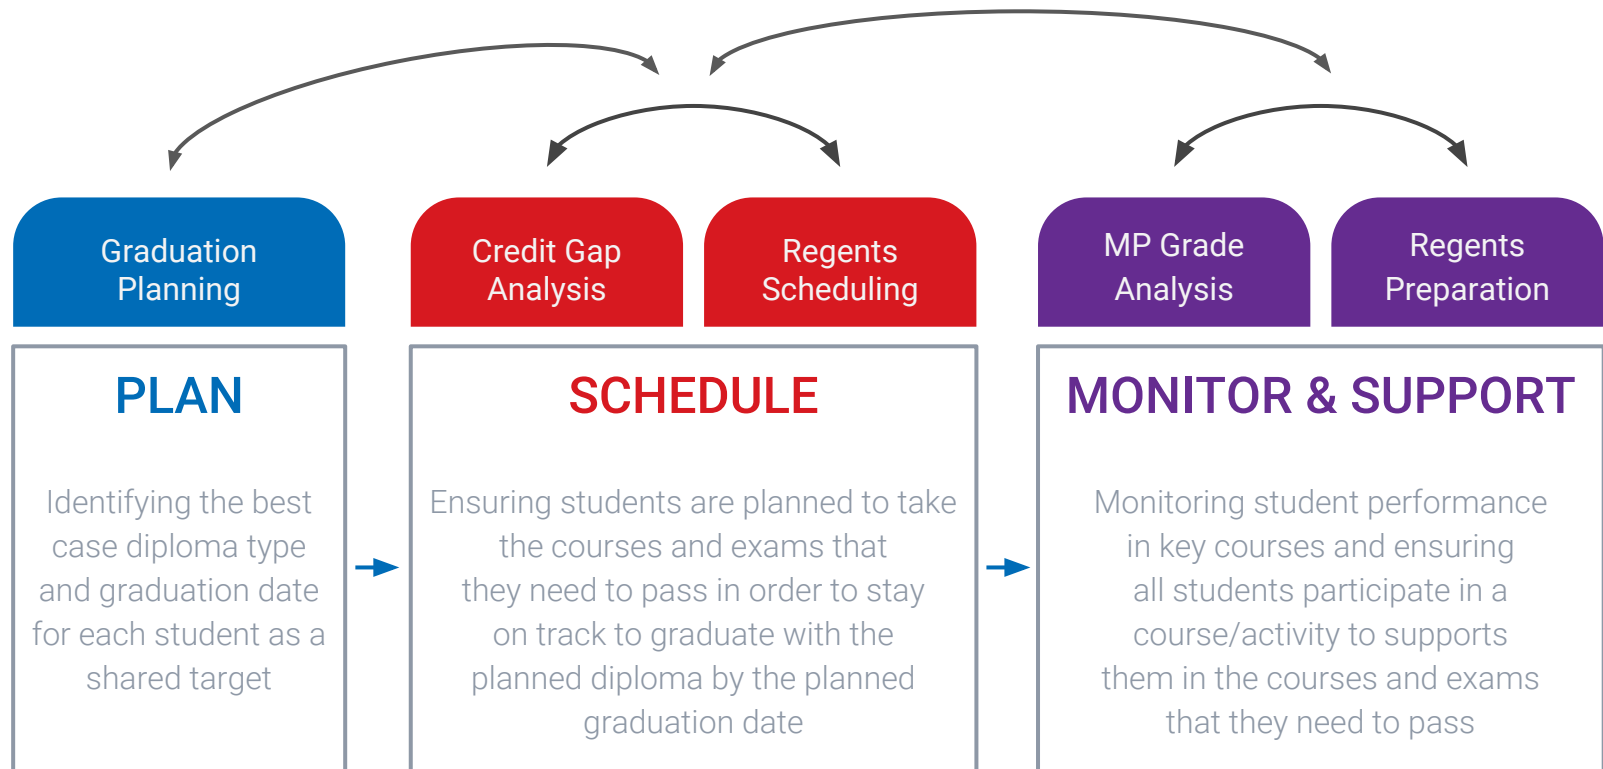 Graduation
Planning
Credit Gap
Analysis
Regents
Scheduling
MP Grade
Analysis
Regents
Preparation
PLAN
Identifying the best
case diploma type
and graduation date
for each student as a
shared target
SCHEDULE
Ensuring students are planned to take
the courses and exams that
they need to pass in order to stay
on track to graduate with the
planned diploma by the planned
graduation date
MONITOR & SUPPORT
Monitoring student performance
in key courses and ensuring
all students participate in a
course/activity to supports
them in the courses and exams
that they need to pass